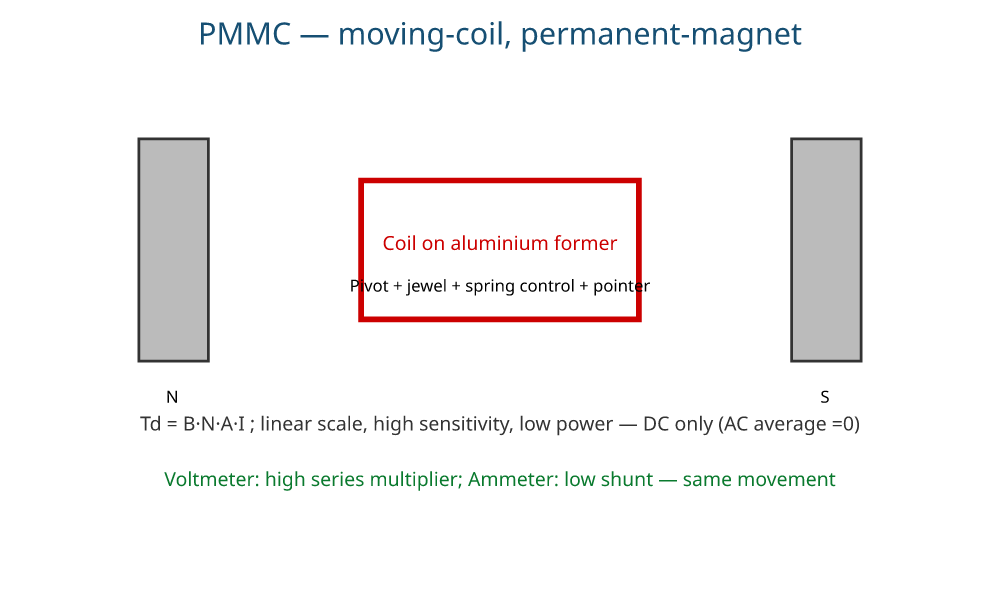 PMMC — moving-coil, permanent-magnet
Coil on aluminium former
Pivot + jewel + spring control + pointer
N
S
Td = B·N·A·I ; linear scale, high sensitivity, low power — DC only (AC average =0)
Voltmeter: high series multiplier; Ammeter: low shunt — same movement